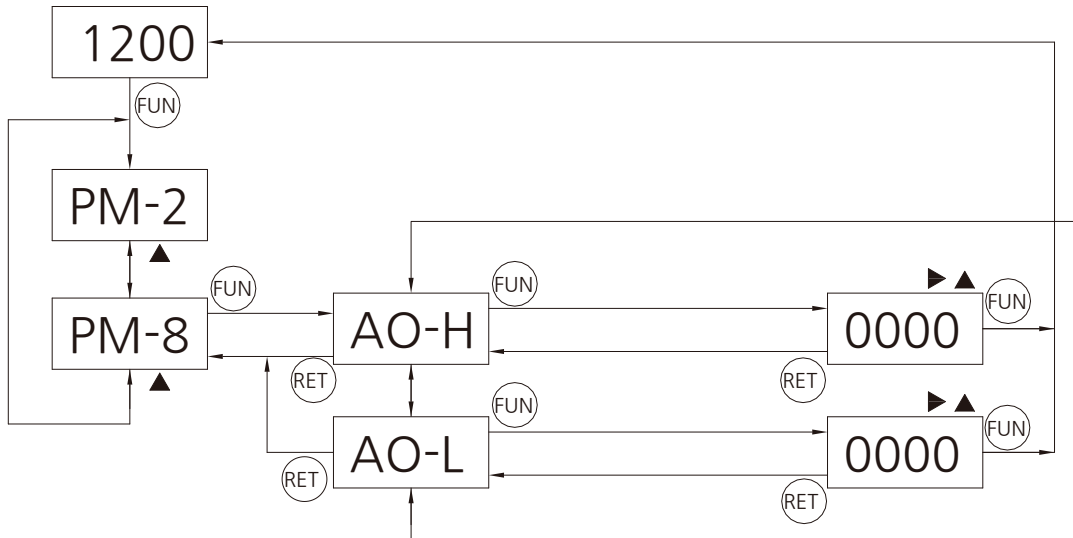 1200
FUN
PM-2
FUN
FUN
FUN
PM-8
AO-H
0000
RET
RET
FUN
FUN
AO-L
0000
RET
RET